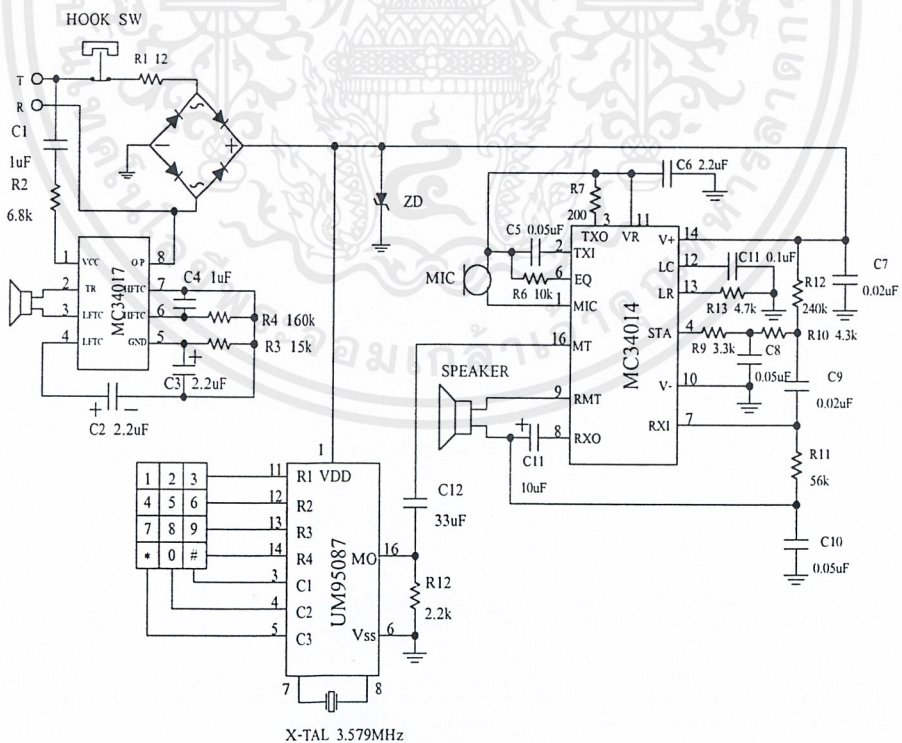 HOOK SW
R1 12
T
R
C1
1uF
R2
6.8k
ZD
1 VCC
2 TR
3 LFTC
4 LFTC
O.P 8
HFTC 7
HFTC 6
GND 5
MC34017
C4 1uF
R4 160k
R3 15k
C3 2.2uF
C2 2.2uF
C6 2.2uF
R7
200
C5 0.05uF
R6 10k
MIC
3 11
TXO VR
2 TXI
6 EQ
1 MIC
16 MT
9 RMT
8 RXO
MC34014
V+ 14
LC 12
LR 13
STA 4
V- 10
RXI 7
C11 0.1uF
R13 4.7k
R12
240k
C7
0.02uF
R9 3.3k
C8
0.05uF
R10 4.3k
C9
0.02uF
R11
56k
C10
0.05uF
SPEAKER
C11
10uF
C12
33uF
1 2 3
4 5 6
7 8 9
* 0 #
1
VDD
11 R1
12 R2
13 R3
14 R4
3 C1
4 C2
5 C3
UM95087
MO 16
Vss 6
R12
2.2k
7 8
X-TAL 3.579MHz